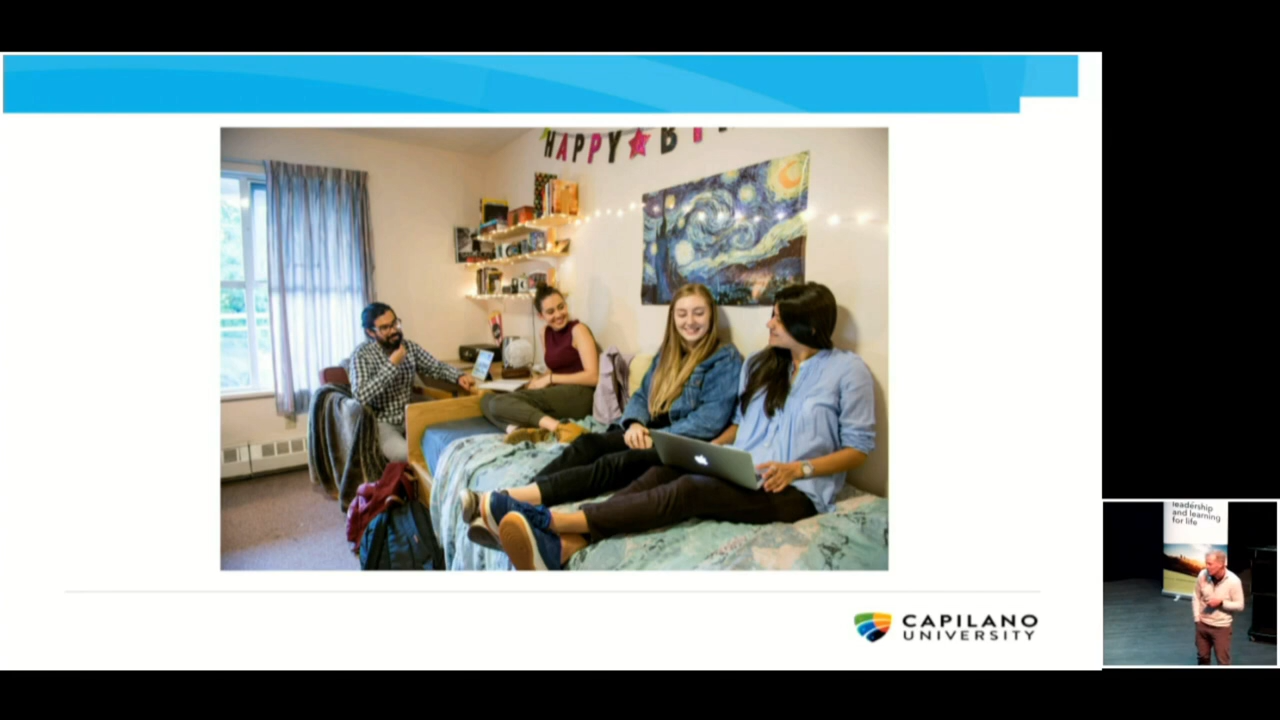 HAPPY
CAPILANO
UNIVERSITY
leadership
and learning
for life